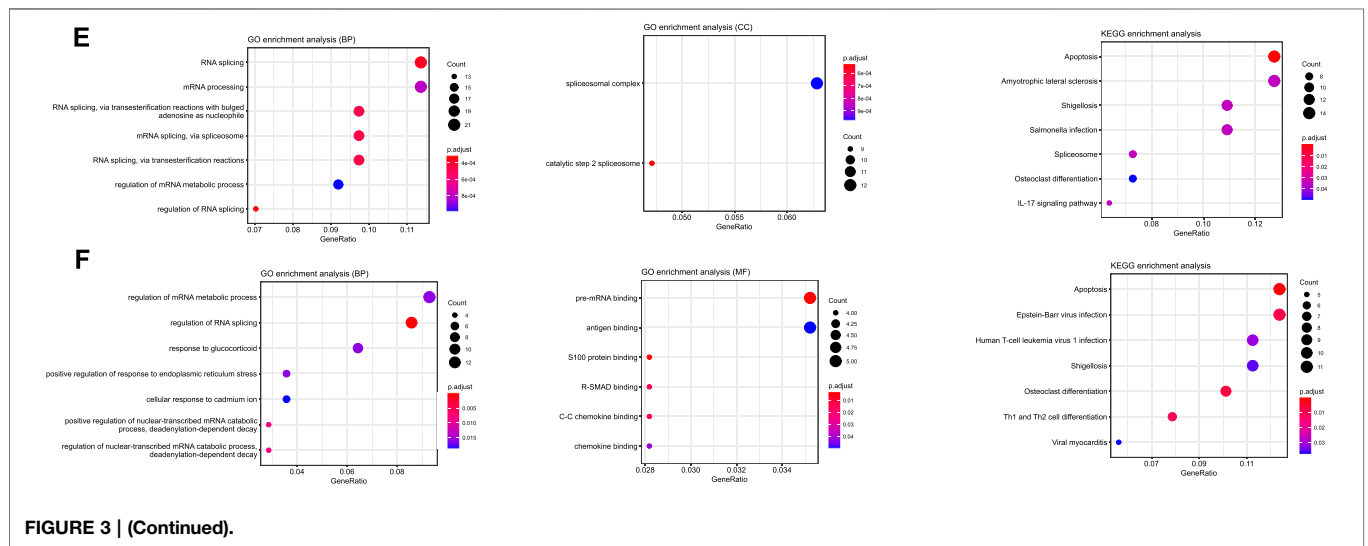 E
GO enrichment analysis (BP)
RNA splicing
mRNA processing
RNA splicing, via transesterification reactions with bulged
adenosine as nucleophile
mRNA splicing, via spliceosome
RNA splicing, via transesterification reactions
regulation of mRNA metabolic process
regulation of RNA splicing
0.07 0.08 0.09 0.10 0.11
GeneRatio
Count
13
15
17
19
21
p.adjust
4e-04
6e-04
8e-04
GO enrichment analysis (CC)
spliceosomal complex
catalytic step 2 spliceosome
0.050 0.055 0.060
GeneRatio
p.adjust
6e-04
7e-04
8e-04
9e-04
Count
9
10
11
12
KEGG enrichment analysis
Apoptosis
Amyotrophic lateral sclerosis
Shigellosis
Salmonella infection
Spliceosome
Osteoclast differentiation
IL-17 signaling pathway
0.08 0.10 0.12
GeneRatio
Count
8
10
12
14
p.adjust
0.01
0.02
0.03
0.04
F
GO enrichment analysis (BP)
regulation of mRNA metabolic process
regulation of RNA splicing
response to glucocorticoid
positive regulation of response to endoplasmic reticulum stress
cellular response to cadmium ion
positive regulation of nuclear-transcribed mRNA catabolic
process, deadenylation-dependent decay
regulation of nuclear-transcribed mRNA catabolic process,
deadenylation-dependent decay
0.04 0.06 0.08
GeneRatio
Count
4
6
8
10
12
p.adjust
0.005
0.010
0.015
GO enrichment analysis (MF)
pre-mRNA binding
antigen binding
S100 protein binding
R-SMAD binding
C-C chemokine binding
chemokine binding
0.028 0.030 0.032 0.034
GeneRatio
Count
4.00
4.25
4.50
4.75
5.00
p.adjust
0.01
0.02
0.03
0.04
KEGG enrichment analysis
Apoptosis
Epstein-Barr virus infection
Human T-cell leukemia virus 1 infection
Shigellosis
Osteoclast differentiation
Th1 and Th2 cell differentiation
Viral myocarditis
0.07 0.09 0.11
GeneRatio
Count
5
6
7
8
9
10
11
p.adjust
0.01
0.02
0.03
FIGURE 3 | (Continued).